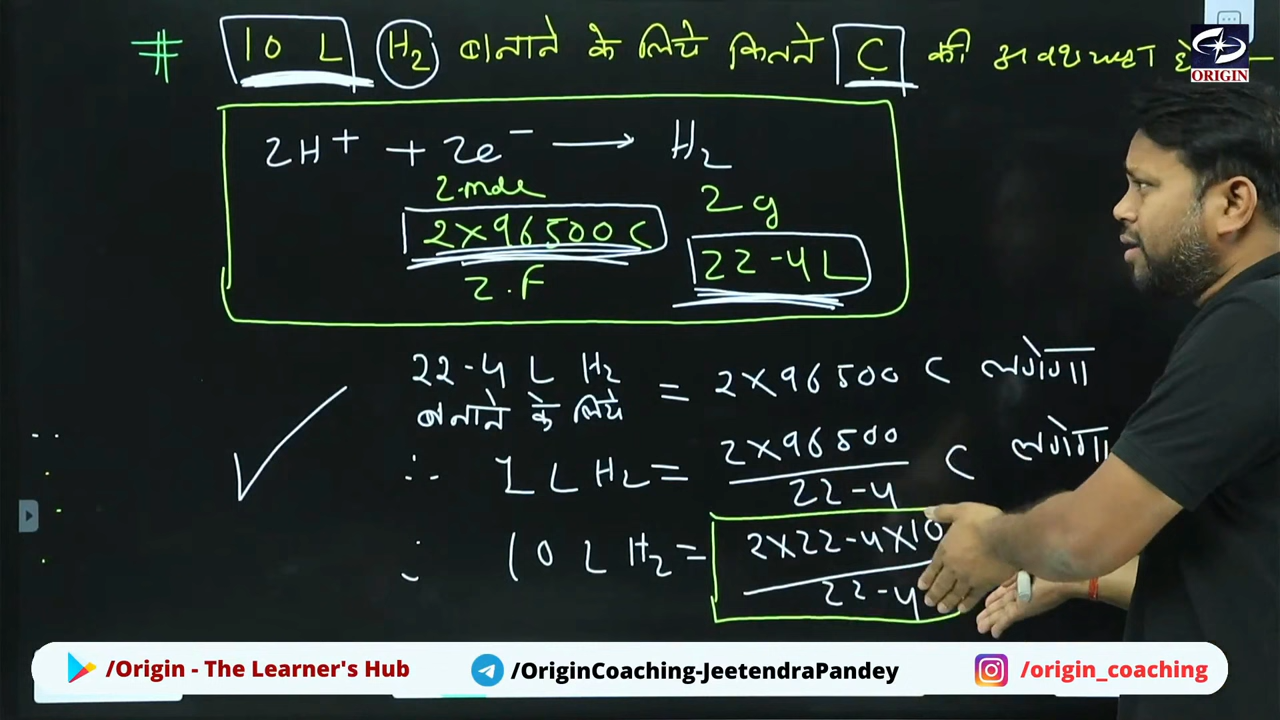 # 10 L H₂ बनाने के लिये कितने C की
ORIGIN
2H⁺ + 2e⁻ → H₂
2-mole
2 g
2×96500 C
22-4 L
2.F
22-4 L H₂ = 2×96500 C लगेगा
बनाने के लिये
∴ 1 L H₂ = 2×96500 / 22-4 C लगेगा
∴ 10 L H₂ = 2×22-4×10 / 22-4
/Origin - The Learner's Hub
/OriginCoaching-JeetendraPandey
/origin_coaching